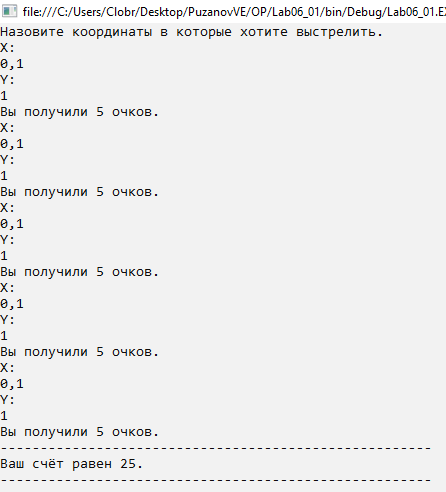 file:///C:/Users/Clobr/Desktop/PuzanovVE/OP/Lab06_01/bin/Debug/Lab06_01.EX
Назовите координаты в которые хотите выстрелить.
X:
0,1
Y:
1
Вы получили 5 очков.
X:
0,1
Y:
1
Вы получили 5 очков.
X:
0,1
Y:
1
Вы получили 5 очков.
X:
0,1
Y:
1
Вы получили 5 очков.
X:
0,1
Y:
1
Вы получили 5 очков.
------------------------------------------------------
Ваш счёт равен 25.
------------------------------------------------------